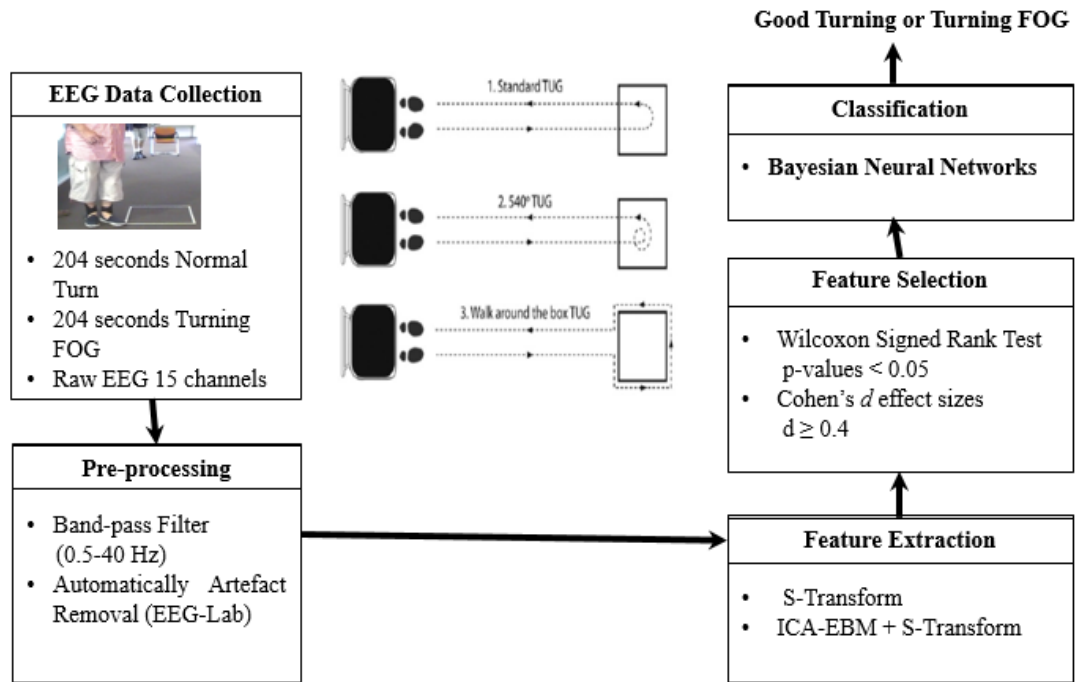 Good Turning or Turning FOG
EEG Data Collection
• 204 seconds Normal
Turn
• 204 seconds Turning
FOG
• Raw EEG 15 channels
1. Standard TUG
2. 540° TUG
3. Walk around the box TUG
Pre-processing
• Band-pass Filter
(0.5-40 Hz)
• Automatically Artefact
Removal (EEG-Lab)
Feature Extraction
• S-Transform
• ICA-EBM + S-Transform
Feature Selection
• Wilcoxon Signed Rank Test
p-values < 0.05
• Cohen’s d effect sizes
d ≥ 0.4
Classification
• Bayesian Neural Networks